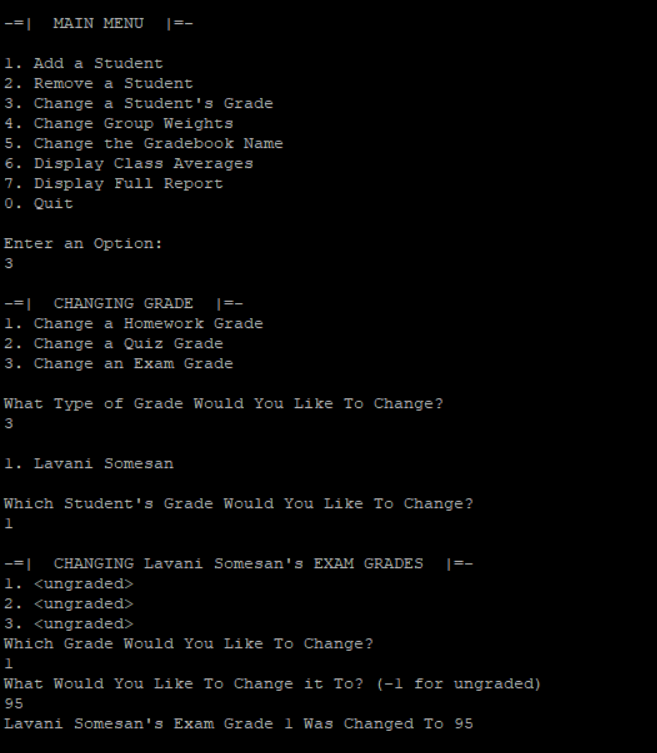 -=|  MAIN MENU  |=-
1. Add a Student
2. Remove a Student
3. Change a Student's Grade
4. Change Group Weights
5. Change the Gradebook Name
6. Display Class Averages
7. Display Full Report
0. Quit
Enter an Option:
3
-=|  CHANGING GRADE  |=-
1. Change a Homework Grade
2. Change a Quiz Grade
3. Change an Exam Grade
What Type of Grade Would You Like To Change?
3
1. Lavani Somesan
Which Student's Grade Would You Like To Change?
1
-=|  CHANGING Lavani Somesan's EXAM GRADES  |=-
1. <ungraded>
2. <ungraded>
3. <ungraded>
Which Grade Would You Like To Change?
1
What Would You Like To Change it To? (-1 for ungraded)
95
Lavani Somesan's Exam Grade 1 Was Changed To 95